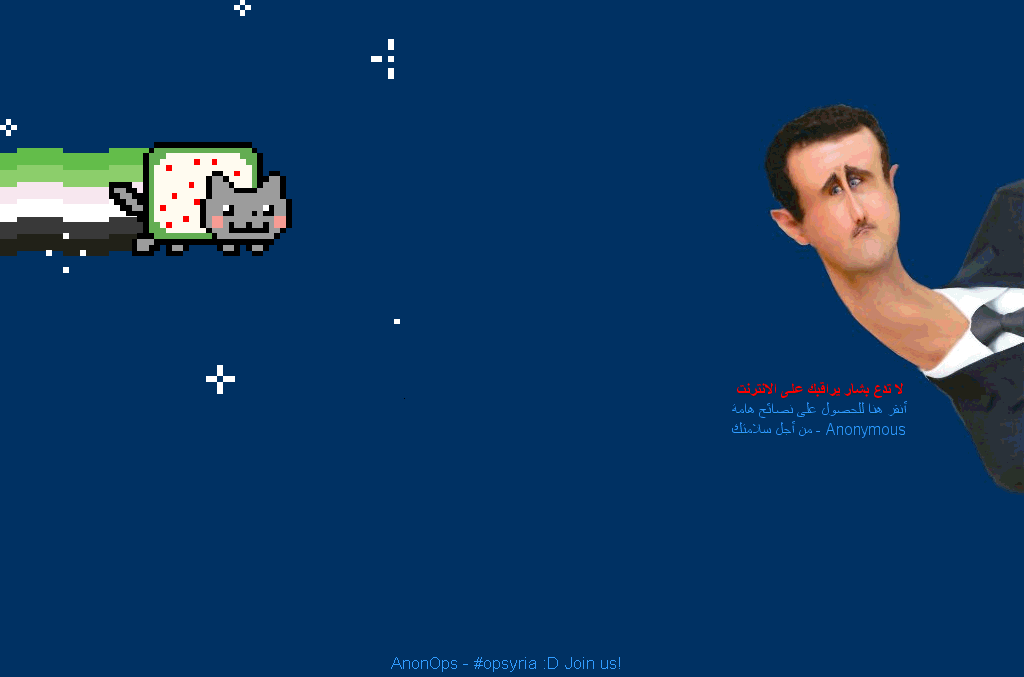 لا تدع بشار يراقبك على الانترنت
أنقر هنا للحصول على نصائح هامة
من أجل سلامتك - Anonymous
AnonOps - #opsyria :D Join us!